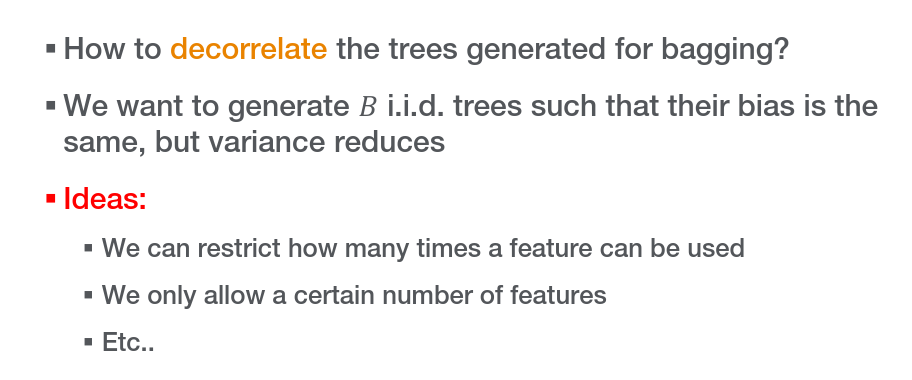 ▪ How to decorrelate the trees generated for bagging?
▪ We want to generate B i.i.d. trees such that their bias is the
same, but variance reduces
▪ Ideas:
▪ We can restrict how many times a feature can be used
▪ We only allow a certain number of features
▪ Etc..